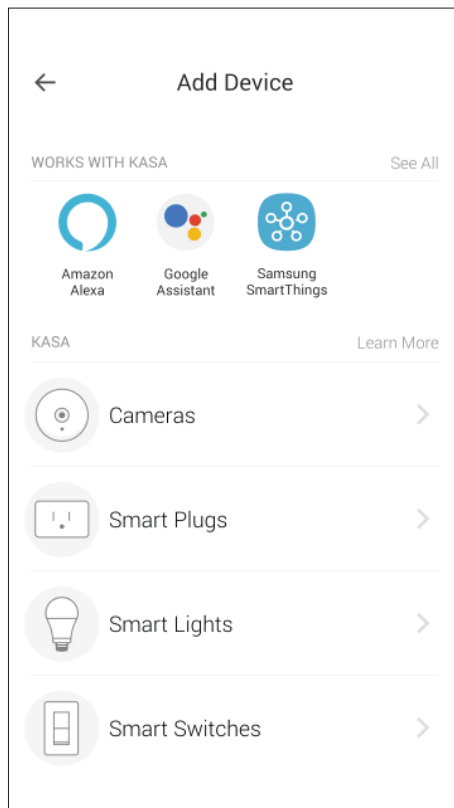 Add Device
WORKS WITH KASA
See All
Amazon
Alexa
Google
Assistant
Samsung
SmartThings
KASA
Learn More
Cameras
Smart Plugs
Smart Lights
Smart Switches